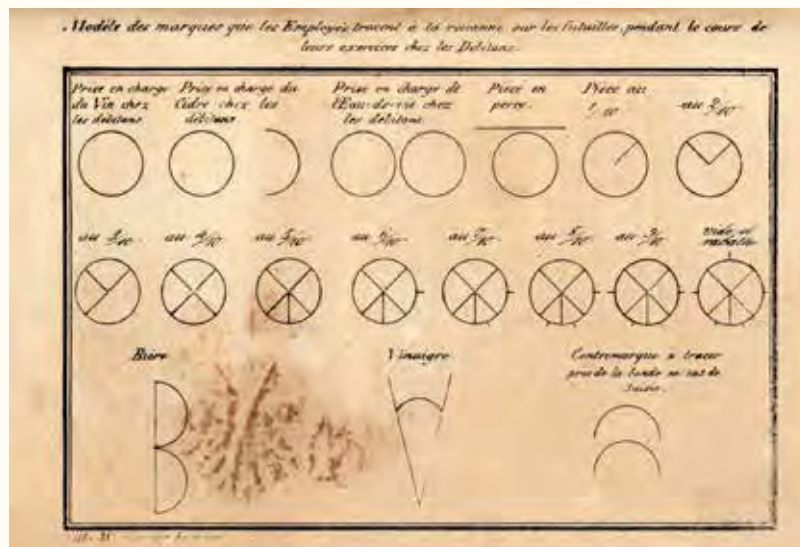 Modèle des marques que les Employés tracent à la rouanne sur les futailles, pendant le cours de
leurs exercices chez les Débitans.
Prise en charge
du Vin chez
les débitans
Prise en charge du
Cidre chez les
débitans
Prise en charge de
l'Eau-de-vie chez
les débitans
Pièce en
perce.
Pièce au
1/10
au 2/10
au 3/10
au 4/10
au 5/10
au 6/10
au 7/10
au 8/10
au 9/10
vide et
Bière
Vinaigre
Contremarque à tracer
près de la bonde en cas de
Saisie.